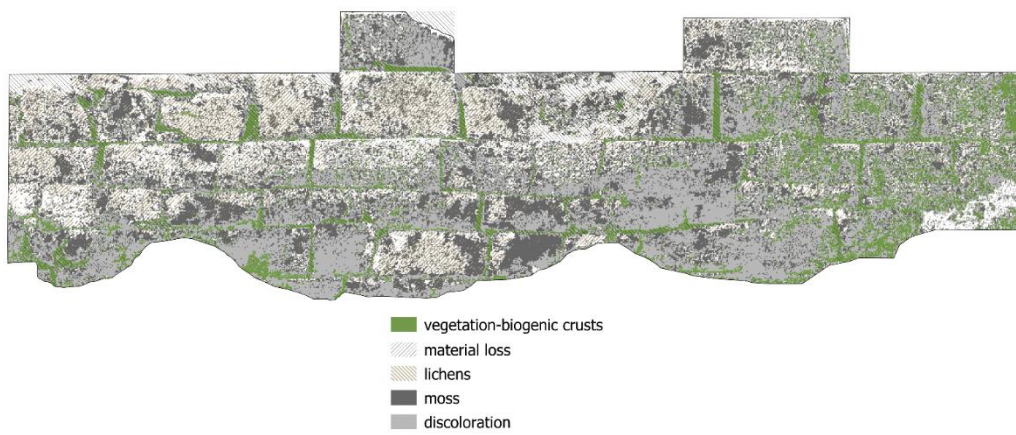 vegetation-biogenic crusts
material loss
lichens
moss
discoloration